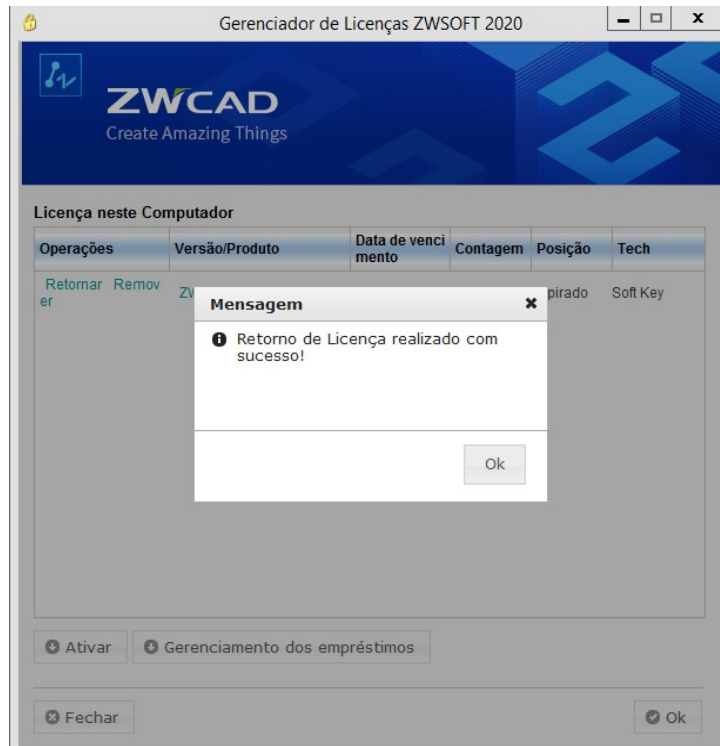 Gerenciador de Licenças ZWSOFT 2020
ZWCAD
Create Amazing Things
Licença neste Computador
Operações Versão/Produto Data de venci Contagem Posição Tech
mento
Retornar Remov
er
Soft Key
Mensagem
Retorno de Licença realizado com
sucesso!
Ok
Ativar Gerenciamento dos empréstimos
Fechar Ok